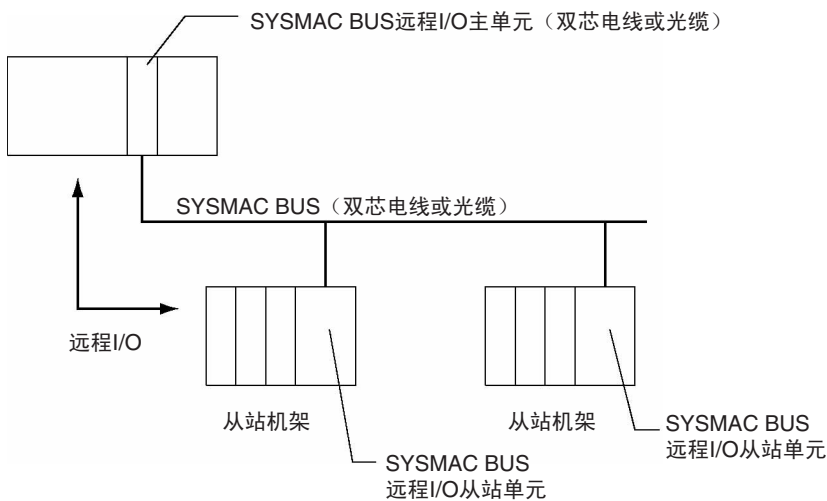 SYSMAC BUS远程I/O主单元（双芯电线或光缆）
SYSMAC BUS（双芯电线或光缆）
远程I/O
从站机架
从站机架
SYSMAC BUS
远程I/O从站单元
SYSMAC BUS
远程I/O从站单元